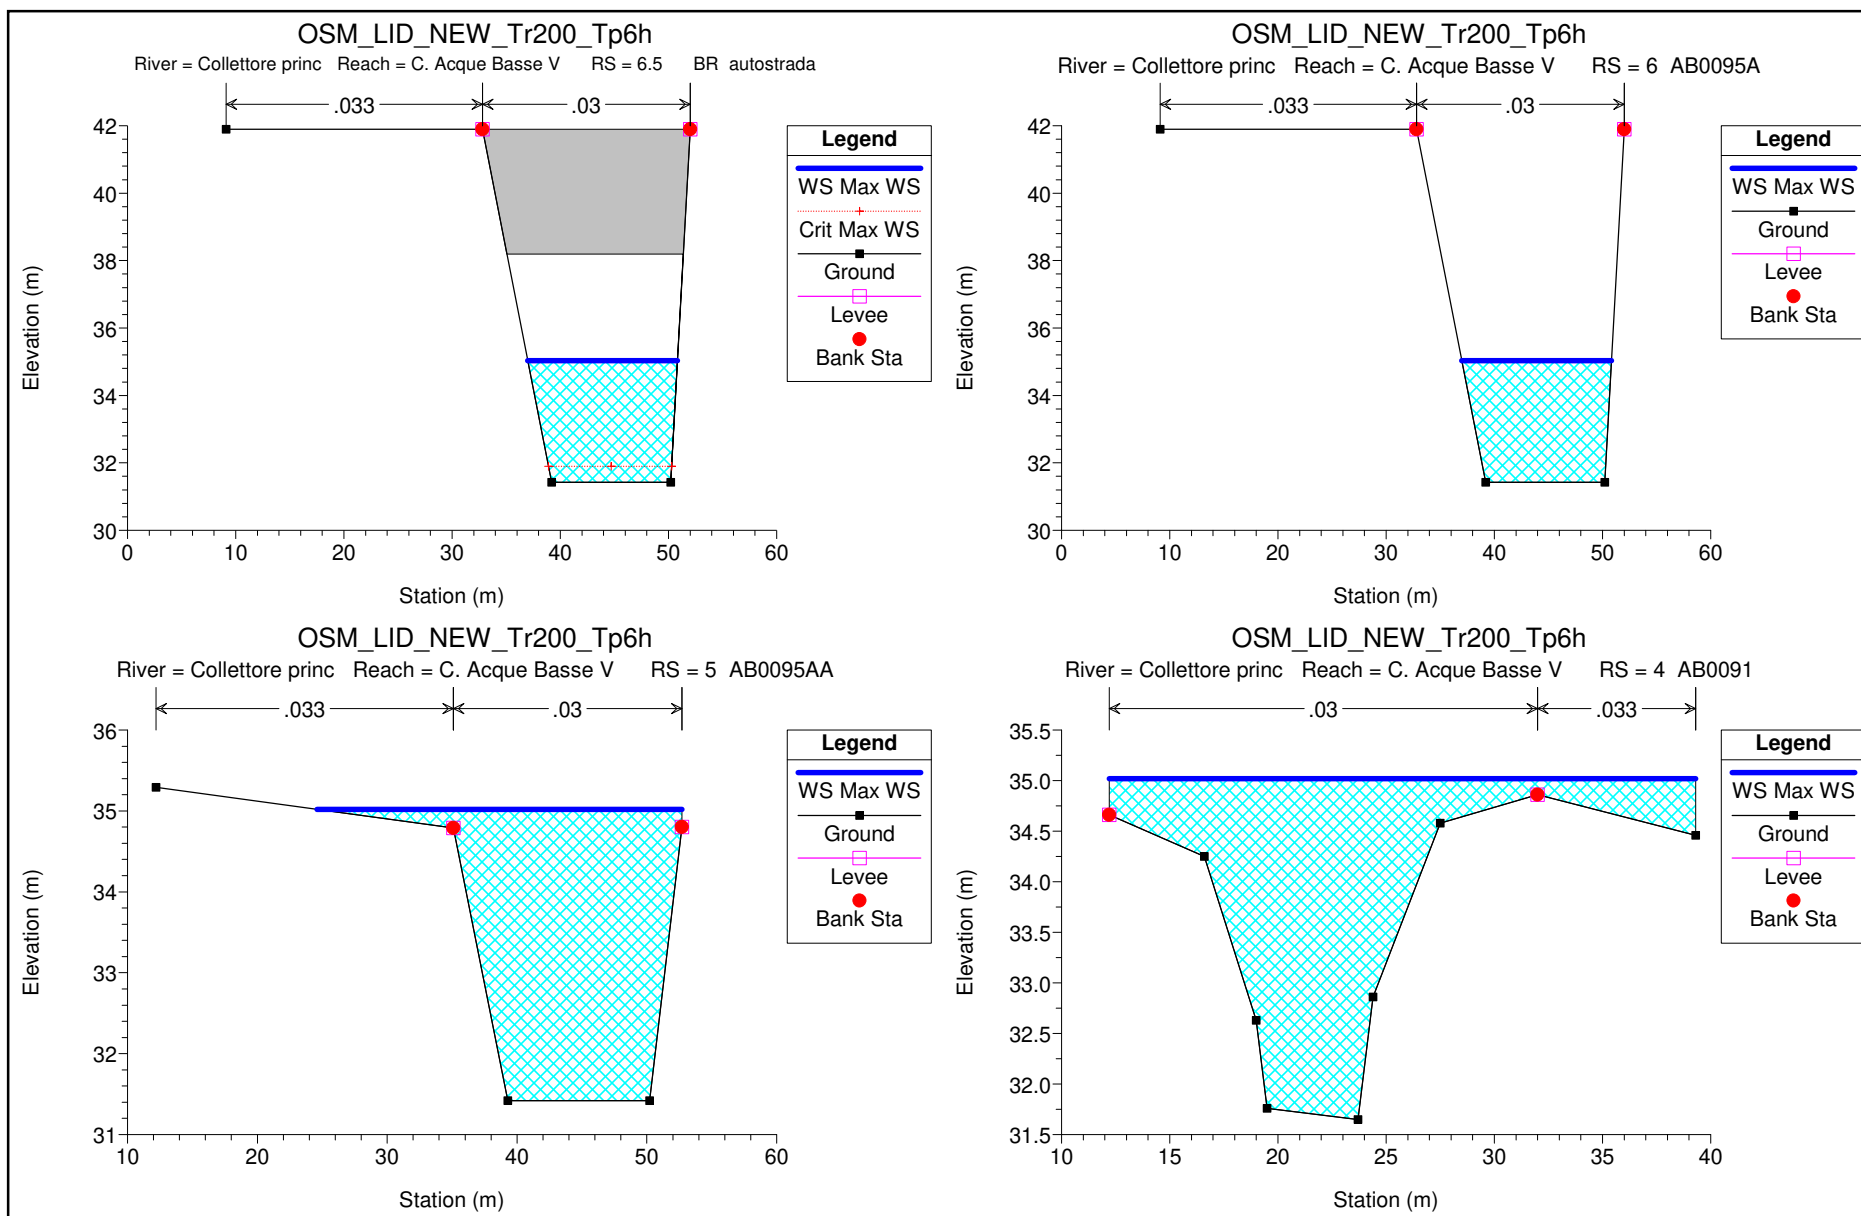 OSM_LID_NEW_Tr200_Tp6h
River = Collettore princ Reach = C. Acque Basse V RS = 6.5 BR autostrada
.033 .03
42
40
38
36
34
32
30
0 10 20 30 40 50 60
Station (m)
Elevation (m)
Legend
WS Max WS
Crit Max WS
Ground
Levee
Bank Sta
OSM_LID_NEW_Tr200_Tp6h
River = Collettore princ Reach = C. Acque Basse V RS = 6 AB0095A
.033 .03
42
40
38
36
34
32
30
0 10 20 30 40 50 60
Station (m)
Elevation (m)
Legend
WS Max WS
Ground
Levee
Bank Sta
OSM_LID_NEW_Tr200_Tp6h
River = Collettore princ Reach = C. Acque Basse V RS = 5 AB0095AA
.033 .03
36
35
34
33
32
31
10 20 30 40 50 60
Station (m)
Elevation (m)
Legend
WS Max WS
Ground
Levee
Bank Sta
OSM_LID_NEW_Tr200_Tp6h
River = Collettore princ Reach = C. Acque Basse V RS = 4 AB0091
.03 .033
35.5
35.0
34.5
34.0
33.5
33.0
32.5
32.0
31.5
10 15 20 25 30 35 40
Station (m)
Elevation (m)
Legend
WS Max WS
Ground
Levee
Bank Sta